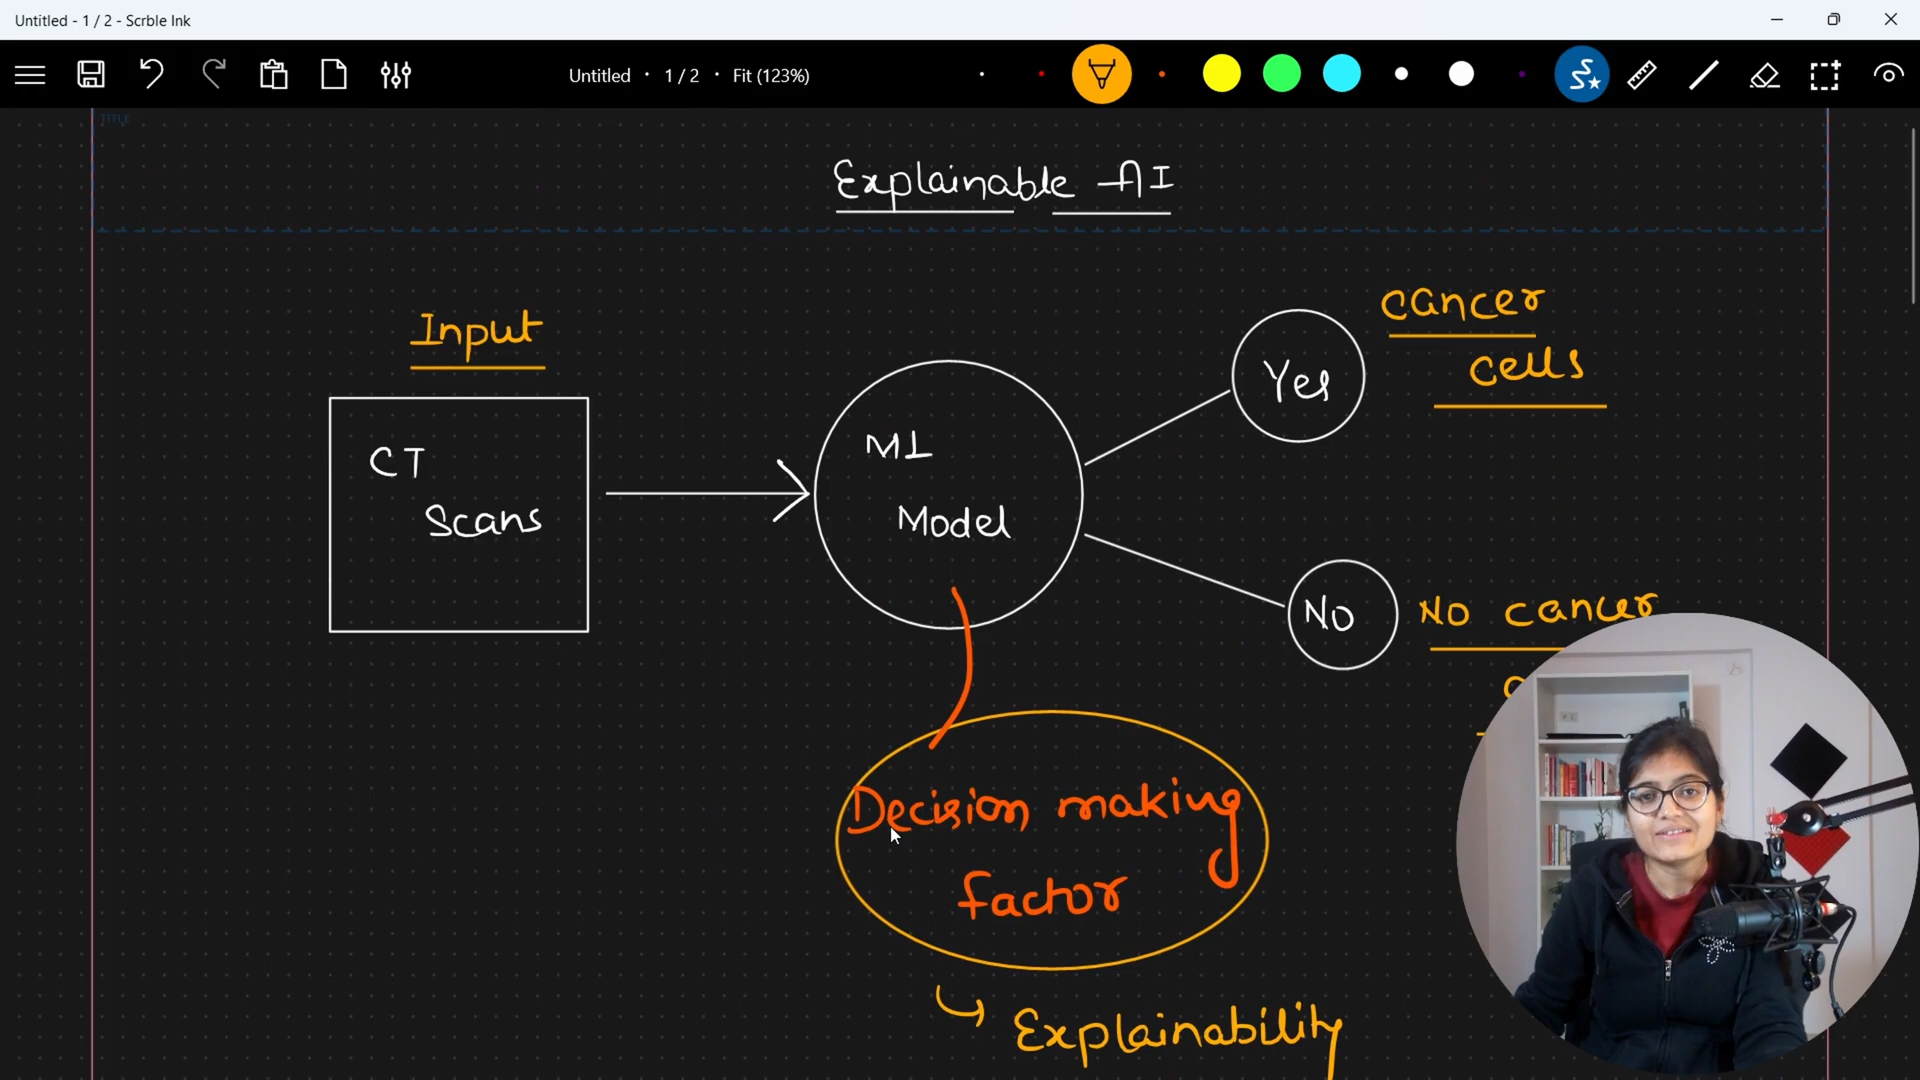 Untitled - 1 / 2 - Scrble Ink
Untitled • 1 / 2 • Fit (123%)
TITLE
Explainable AI
Input
CT
Scans
ML
Model
Yes
cancer
cells
No
No cancer
Decision making
factor
Explainability